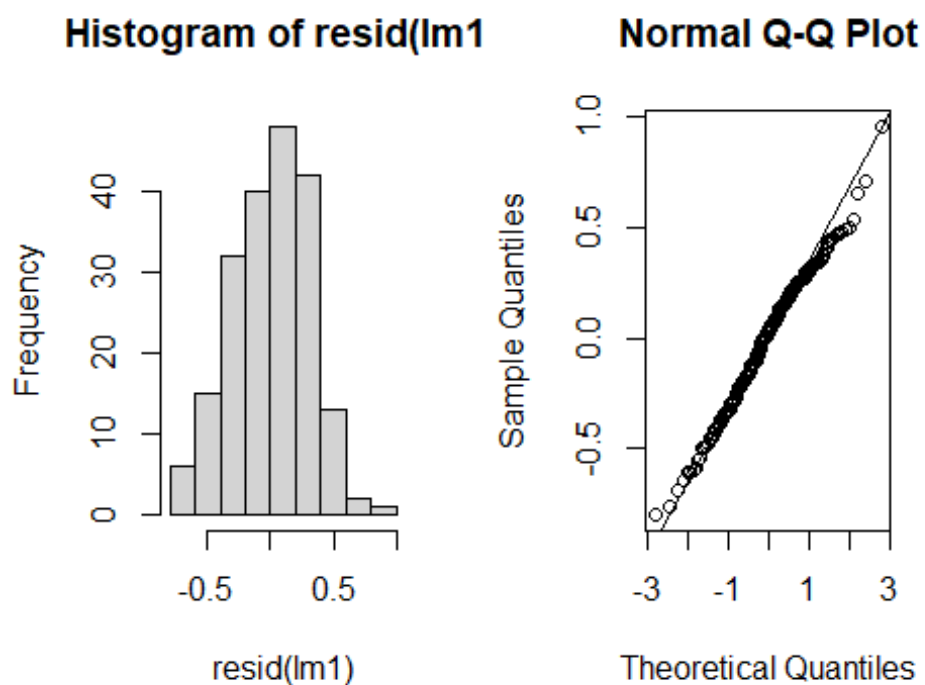 Histogram of resid(lm1
Frequency
0
10
20
30
40
-0.5
0.5
resid(lm1)
Normal Q-Q Plot
Sample Quantiles
-0.5
0.0
0.5
1.0
-3
-1
1
3
Theoretical Quantiles